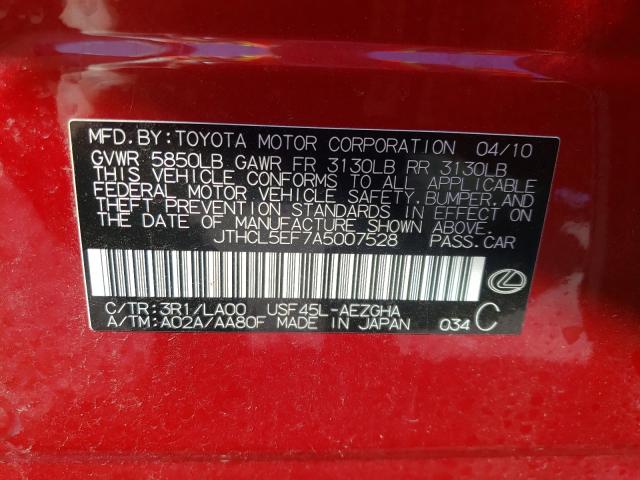 MFD.BY:TOYOTA MOTOR CORPORATION 04/10
GVWR 5850LB GAWR FR 3130LB RR 3130LB
THIS VEHICLE CONFORMS TO ALL APPLICABLE
FEDERAL MOTOR VEHICLE SAFETY,BUMPER,AND
THEFT PREVENTION STANDARDS IN EFFECT ON
THE DATE OF MANUFACTURE SHOWN ABOVE.
JTHCL5EF7A5007528 PASS.CAR
C/TR:3R1/LA00 USF45L-AEZGHA
A/TM:A02A/AA80F MADE IN JAPAN 034 C